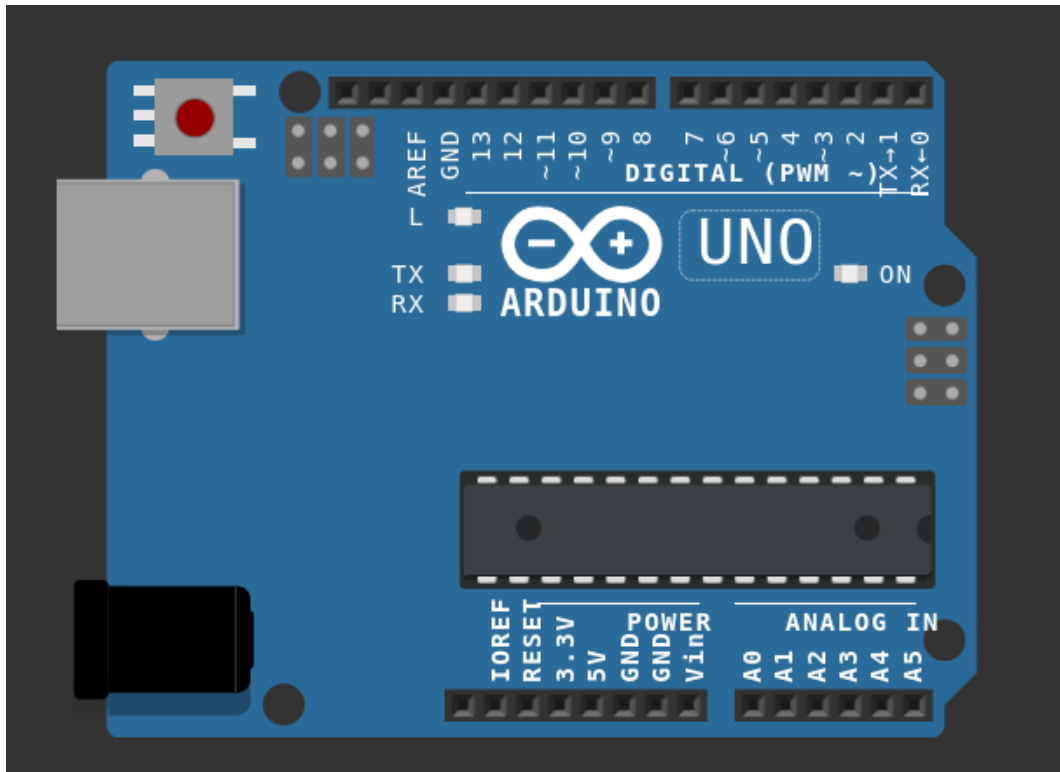 AREF
GND
13
12
~11
~10
~9
8
7
~6
~5
4
~3
2
TX→1
RX←0
DIGITAL (PWM ~)
L
TX
RX
ARDUINO
UNO
ON
IOREF
RESET
3.3V
5V
GND
GND
Vin
POWER
ANALOG IN
A0
A1
A2
A3
A4
A5